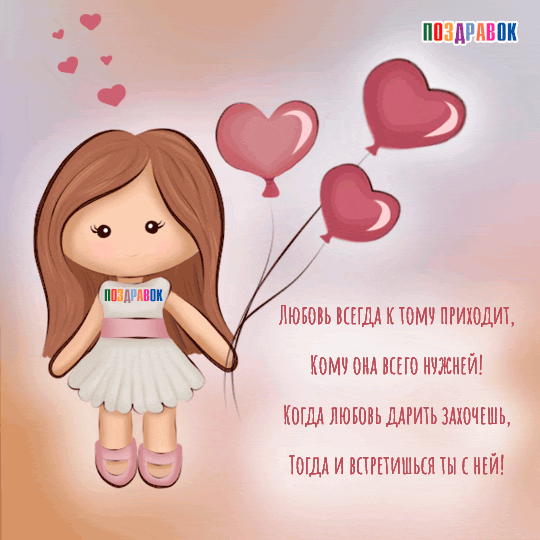 ПОЗДРАВОК
ПОЗДРАВОК
Любовь всегда к тому приходит,
Кому она всего нужней!
Когда любовь дарить захочешь,
Тогда и встретишься ты с ней!